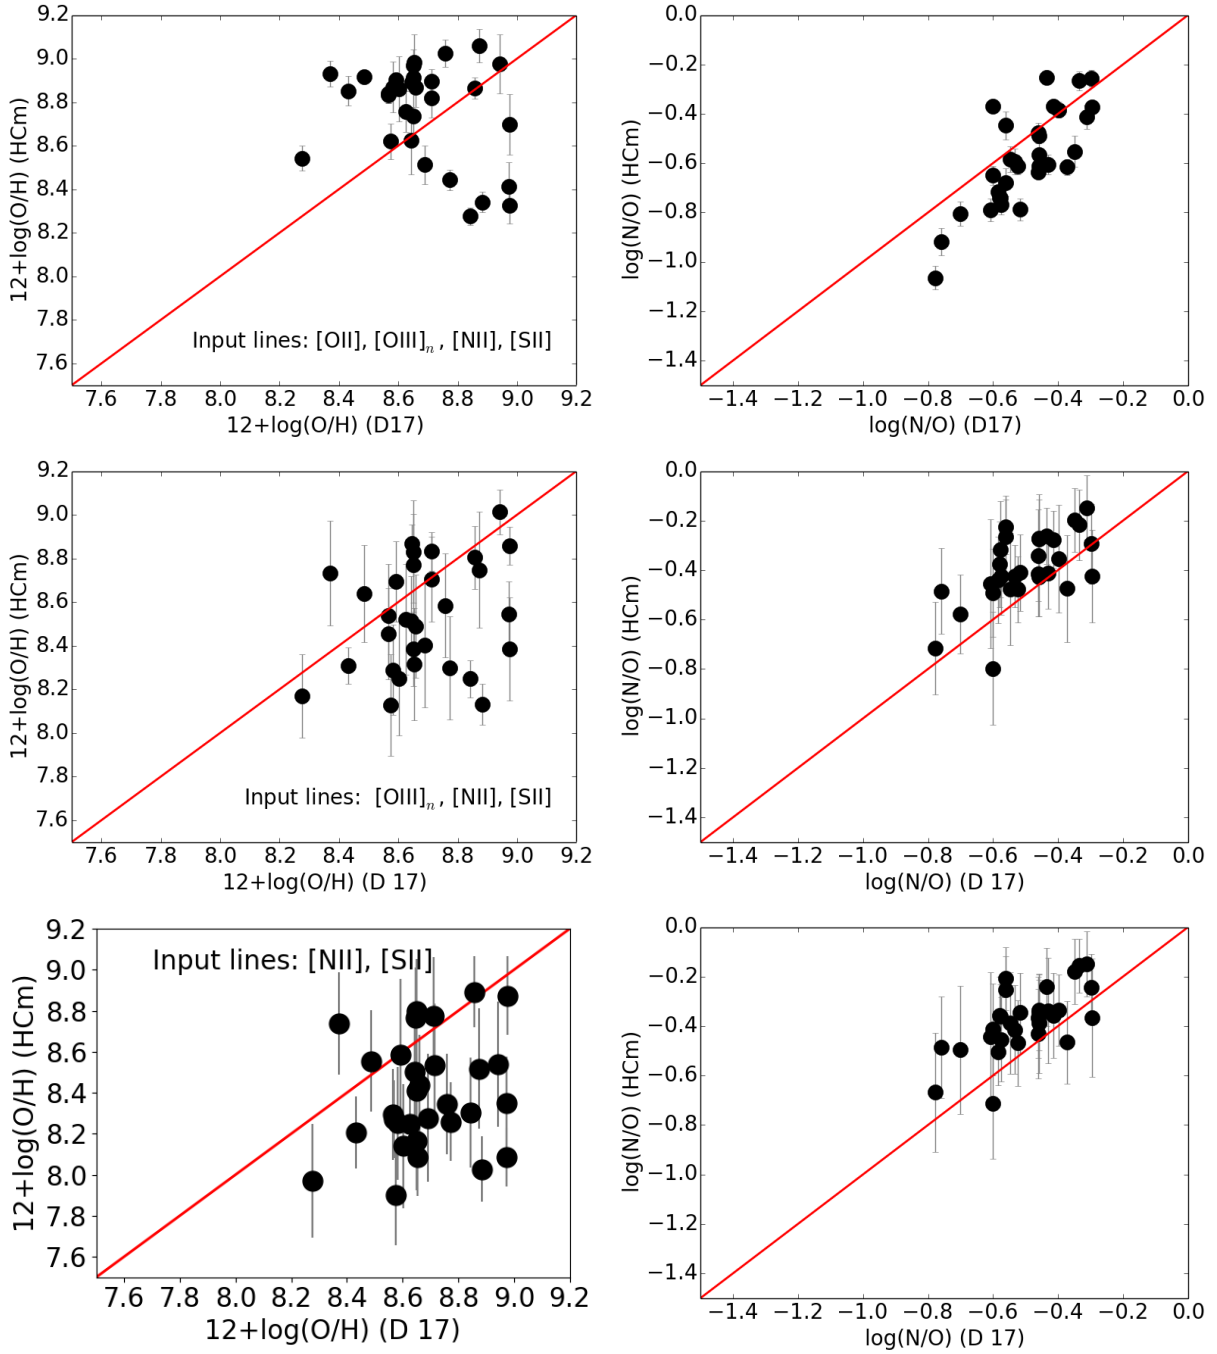 9.2
9.0
8.8
8.6
8.4
8.2
8.0
7.8
7.6
12+log(O/H) (HCm)
Input lines: [OII], [OIII]n, [NII], [SII]
7.6 7.8 8.0 8.2 8.4 8.6 8.8 9.0 9.2
12+log(O/H) (D17)
0.0
−0.2
−0.4
−0.6
−0.8
−1.0
−1.2
−1.4
log(N/O) (HCm)
−1.4 −1.2 −1.0 −0.8 −0.6 −0.4 −0.2 0.0
log(N/O) (D17)
9.2
9.0
8.8
8.6
8.4
8.2
8.0
7.8
7.6
12+log(O/H) (HCm)
Input lines: [OIII]n, [NII], [SII]
7.6 7.8 8.0 8.2 8.4 8.6 8.8 9.0 9.2
12+log(O/H) (D 17)
0.0
−0.2
−0.4
−0.6
−0.8
−1.0
−1.2
−1.4
log(N/O) (HCm)
−1.4 −1.2 −1.0 −0.8 −0.6 −0.4 −0.2 0.0
log(N/O) (D 17)
9.2
9.0
8.8
8.6
8.4
8.2
8.0
7.8
7.6
12+log(O/H) (HCm)
Input lines: [NII], [SII]
7.6 7.8 8.0 8.2 8.4 8.6 8.8 9.0 9.2
12+log(O/H) (D 17)
0.0
−0.2
−0.4
−0.6
−0.8
−1.0
−1.2
−1.4
log(N/O) (HCm)
−1.4 −1.2 −1.0 −0.8 −0.6 −0.4 −0.2 0.0
log(N/O) (D 17)